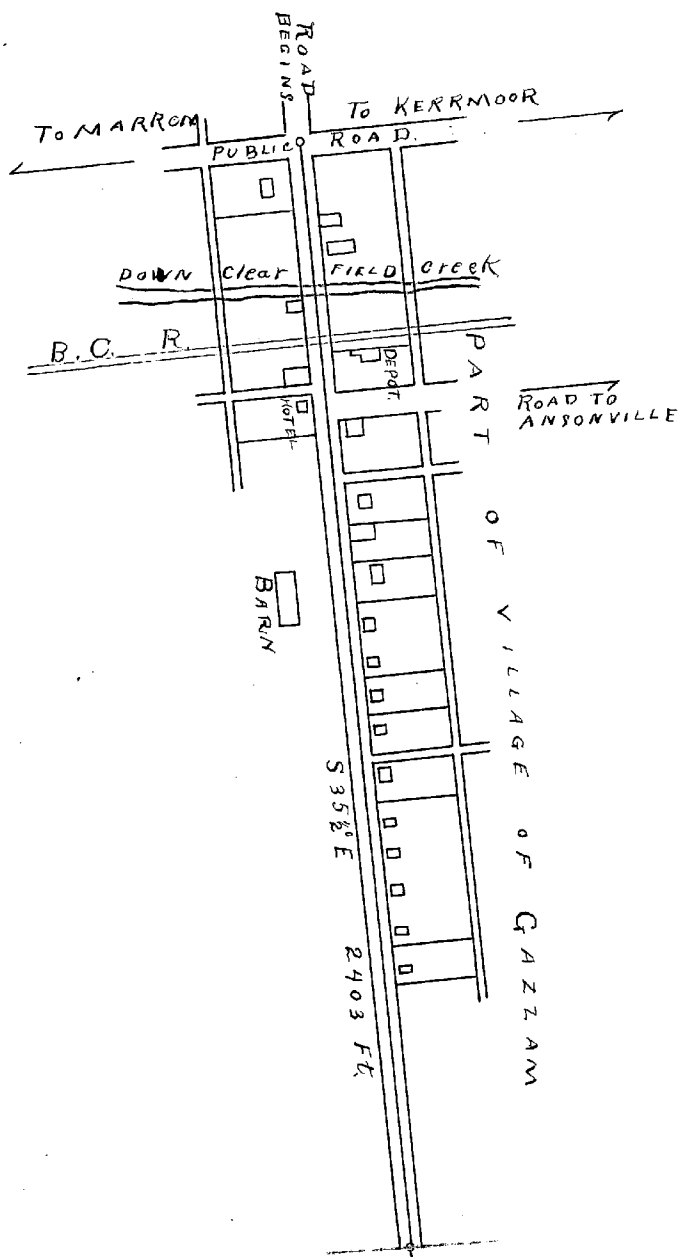 ROAD
BEGINS
TO MARRON
TO KERRMOOR
PUBLIC ROAD.
DOWN Clear FIELD Creek
B.C. R.
DEPOT.
HOTEL
ROAD TO
ANSONVILLE
PART OF VILLAGE OF GAZZAM
BARIN
S 35½° E 2403 Ft.